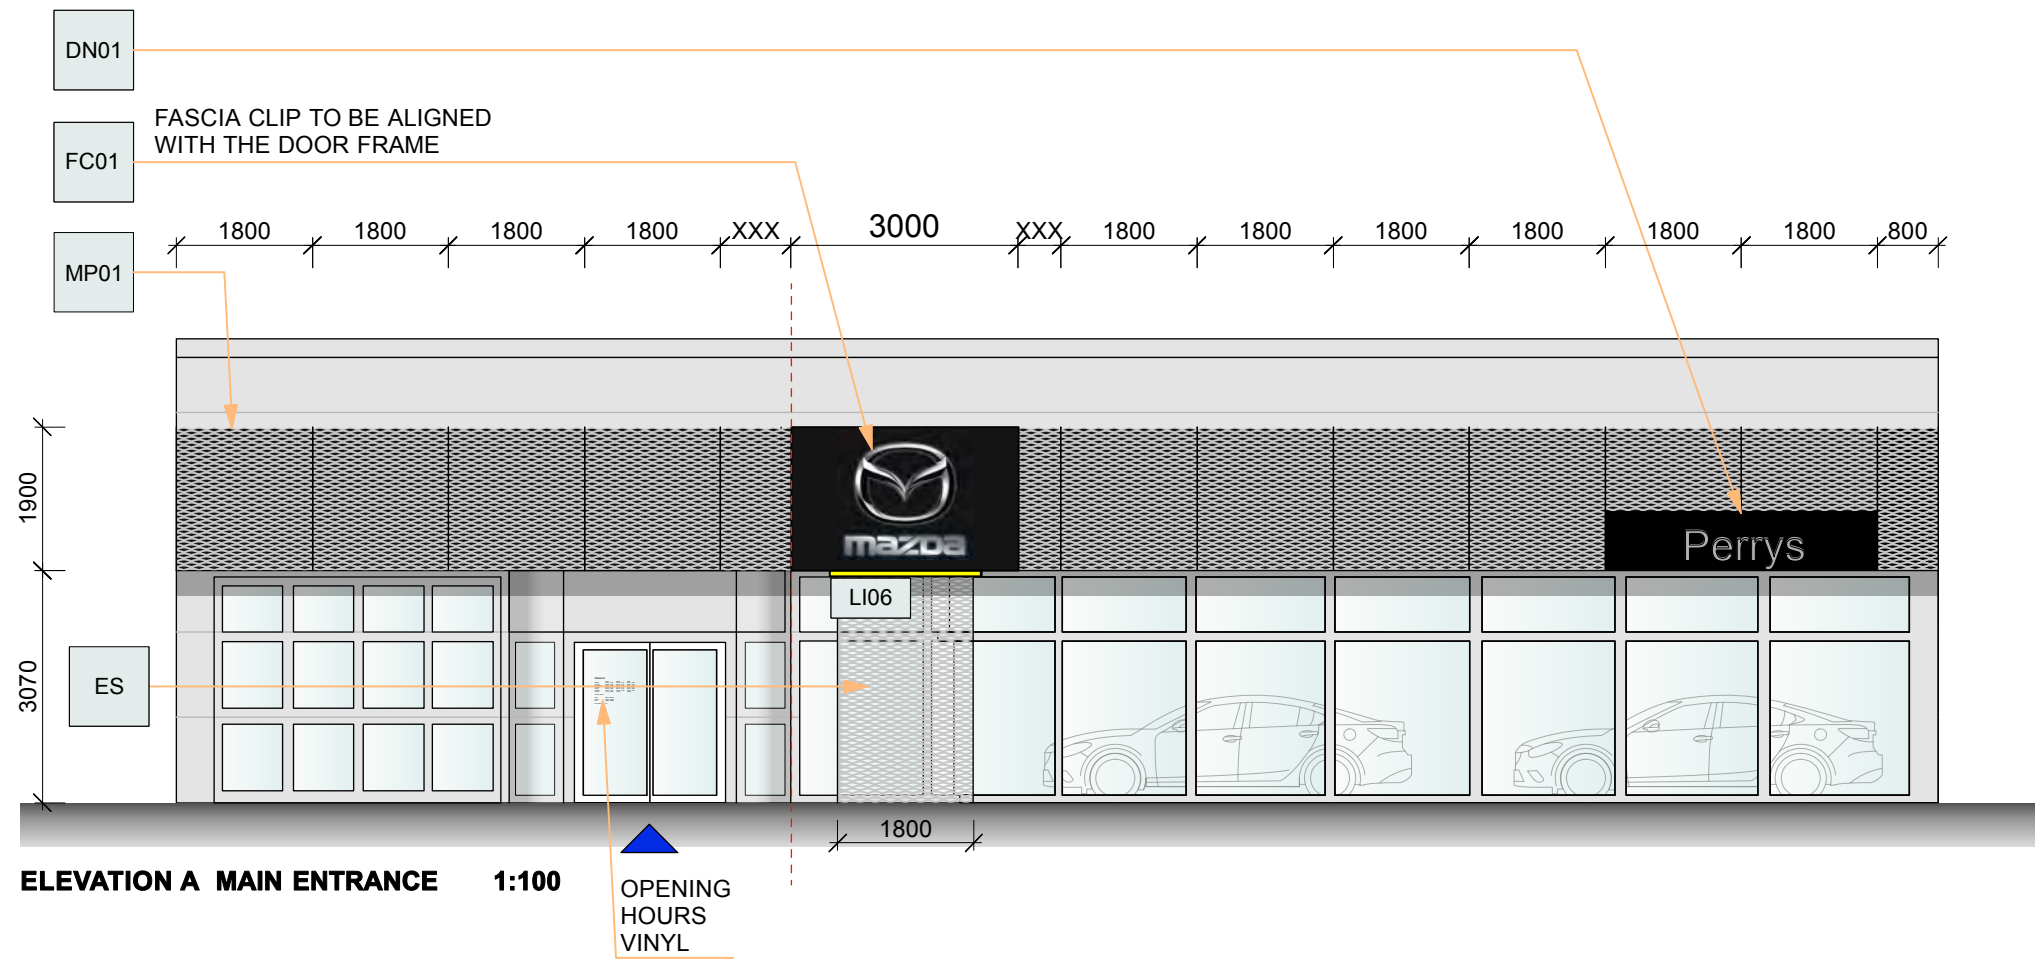 DN01
FASCIA CLIP TO BE ALIGNED
WITH THE DOOR FRAME
FC01
MP01
1800 1800 1800 1800 XXX 3000 XXX 1800 1800 1800 1800 1800 1800 800
1900
mazda
Perrys
LI06
3070
ES
1800
ELEVATION A MAIN ENTRANCE 1:100
OPENING
HOURS
VINYL